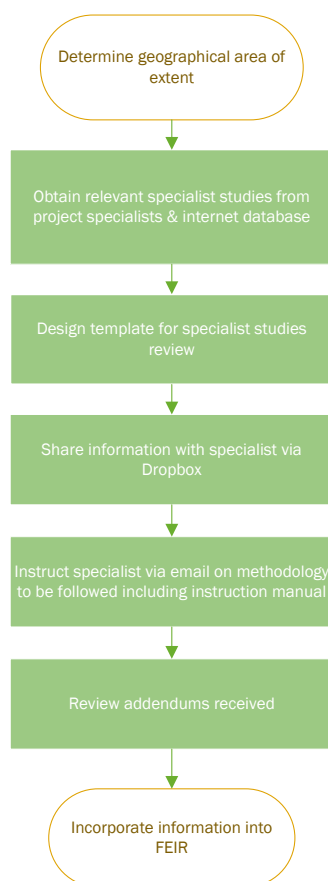 Determine geographical area of
extent
Obtain relevant specialist studies from
project specialists & internet database
Design template for specialist studies
review
Share information with specialist via
Dropbox
Instruct specialist via email on methodology
to be followed including instruction manual
Review addendums received
Incorporate information into
FEIR